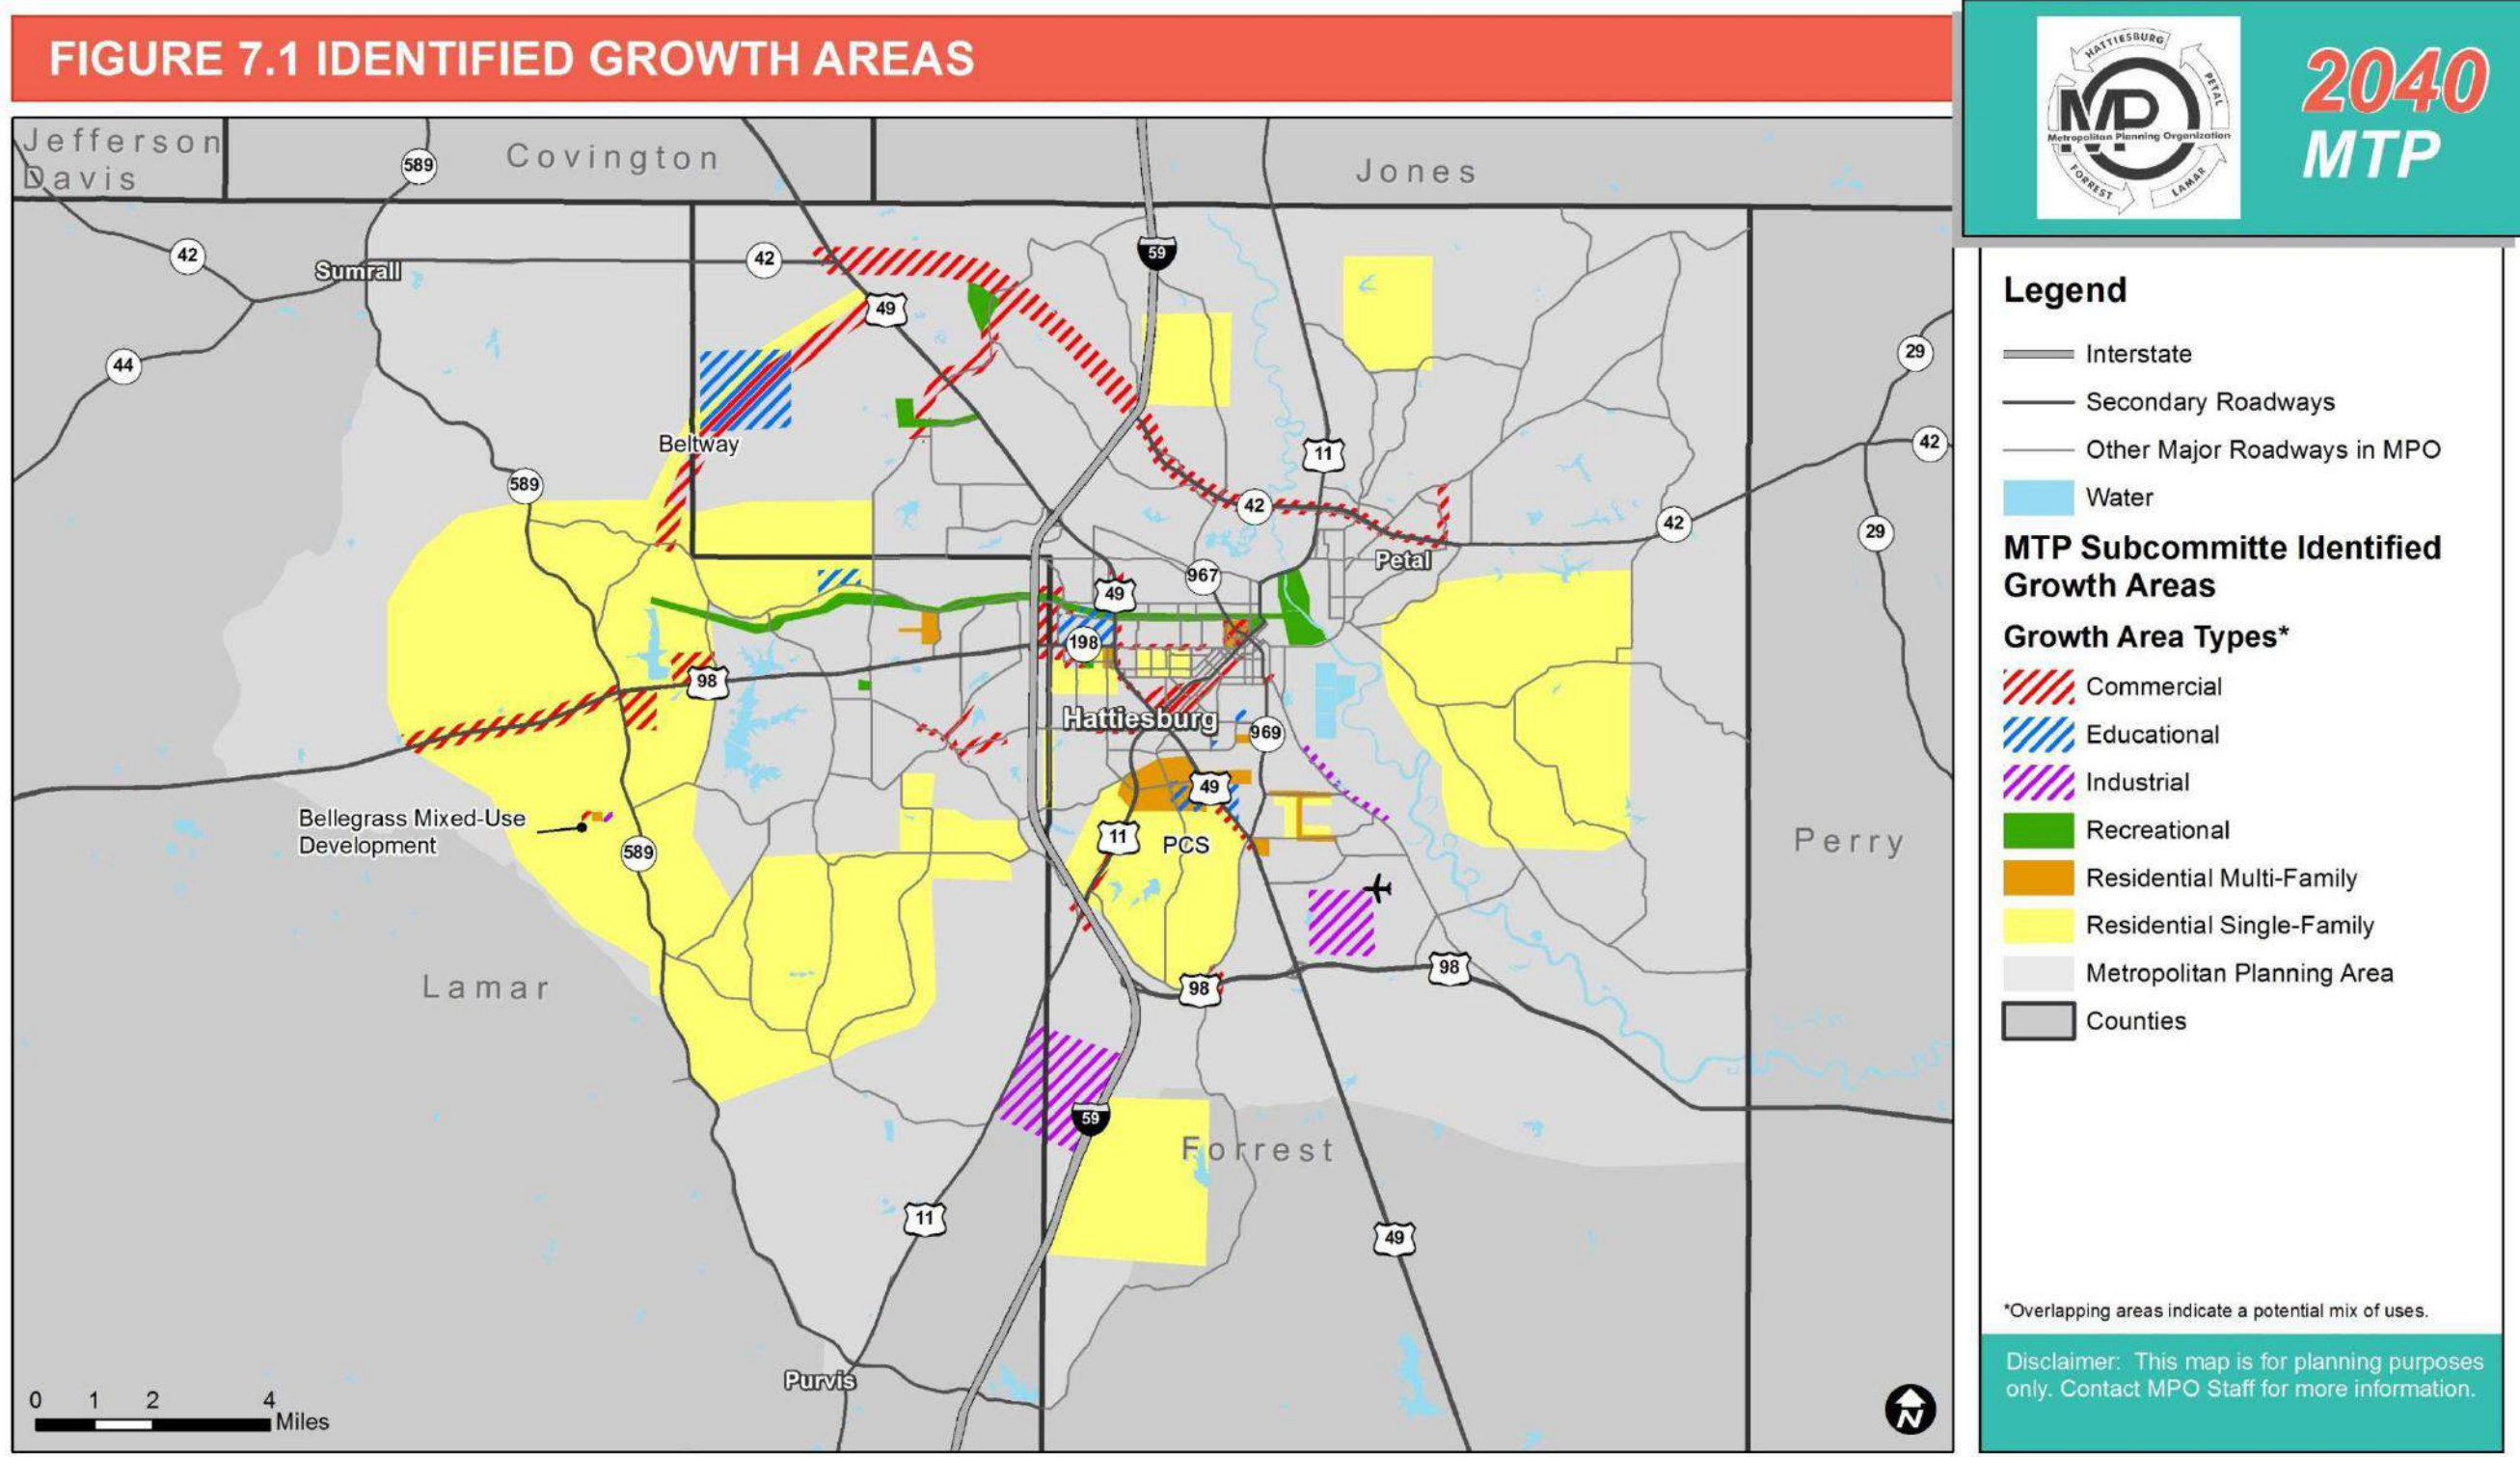 FIGURE 7.1 IDENTIFIED GROWTH AREAS
HATTIESBURG
PETAL
MPO
Metropolitan Planning Organization
FORREST
LAMAR
2040
MTP
Jefferson
Davis
589
Covington
Jones
42
Sumrall
42
59
49
44
29
Beltway
11
42
589
42
42
29
Petal
967
49
198
98
Hattiesburg
969
49
Bellegrass Mixed-Use
Development
589
11
PCS
Perry
Lamar
98
98
59
Forrest
11
49
Purvis
0 1 2 4
Miles
N
Legend
Interstate
Secondary Roadways
Other Major Roadways in MPO
Water
MTP Subcommitte Identified
Growth Areas
Growth Area Types*
Commercial
Educational
Industrial
Recreational
Residential Multi-Family
Residential Single-Family
Metropolitan Planning Area
Counties
*Overlapping areas indicate a potential mix of uses.
Disclaimer: This map is for planning purposes
only. Contact MPO Staff for more information.